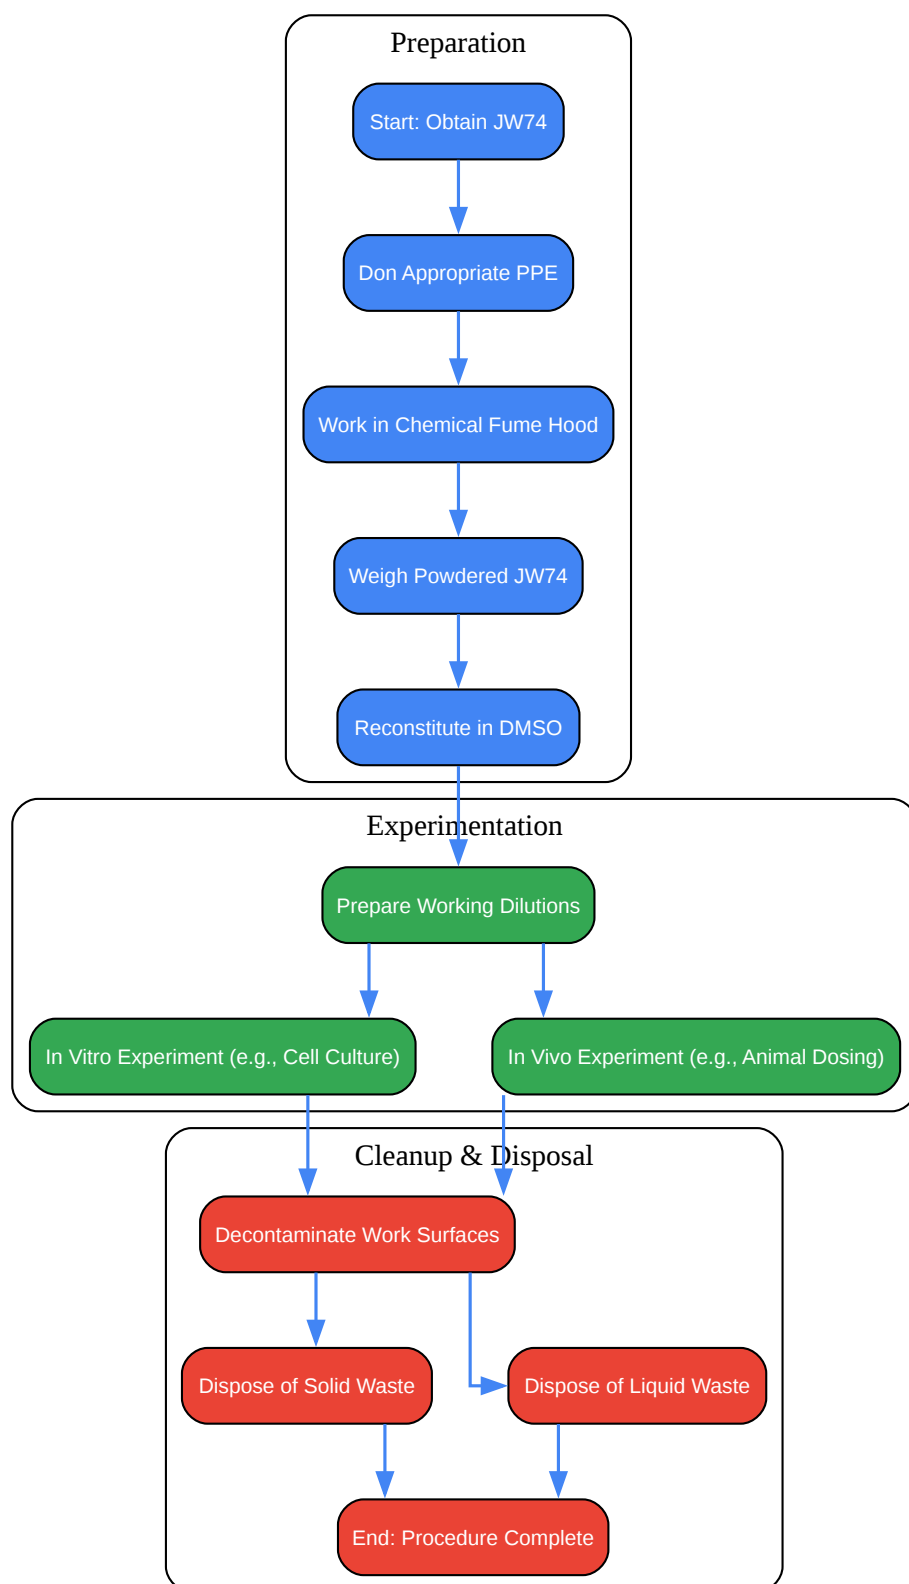 Preparation
Start: Obtain JW74
Don Appropriate PPE
Work in Chemical Fume Hood
Weigh Powdered JW74
Reconstitute in DMSO
Experimentation
Prepare Working Dilutions
In Vitro Experiment (e.g., Cell Culture)
In Vivo Experiment (e.g., Animal Dosing)
Cleanup & Disposal
Decontaminate Work Surfaces
Dispose of Solid Waste
Dispose of Liquid Waste
End: Procedure Complete